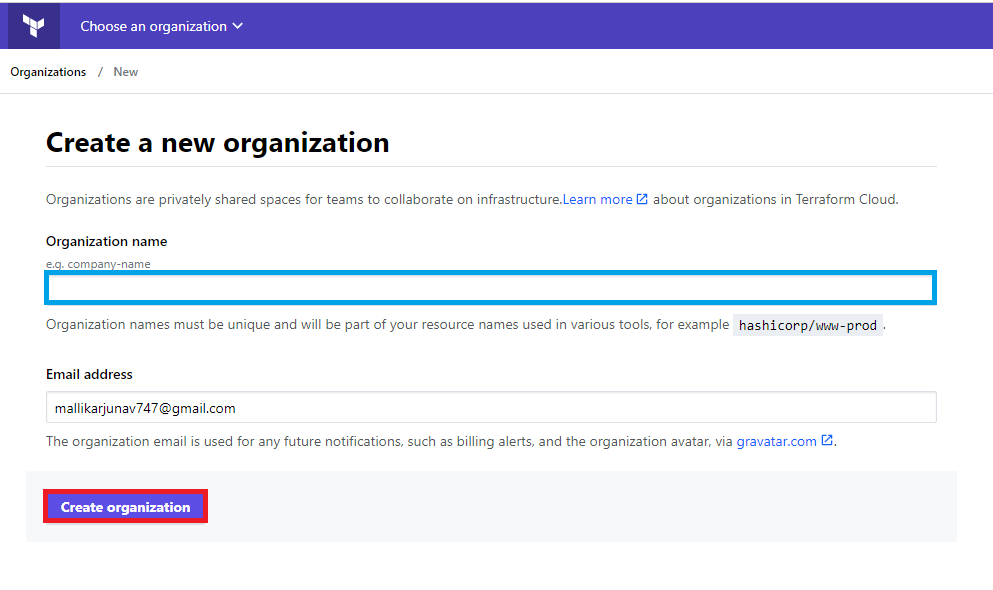 Choose an organization
Organizations / New
Create a new organization
Organizations are privately shared spaces for teams to collaborate on infrastructure.Learn more about organizations in Terraform Cloud.
Organization name
e.g. company-name
Organization names must be unique and will be part of your resource names used in various tools, for example hashicorp/www-prod .
Email address
mallikarjunav747@gmail.com
The organization email is used for any future notifications, such as billing alerts, and the organization avatar, via gravatar.com .
Create organization